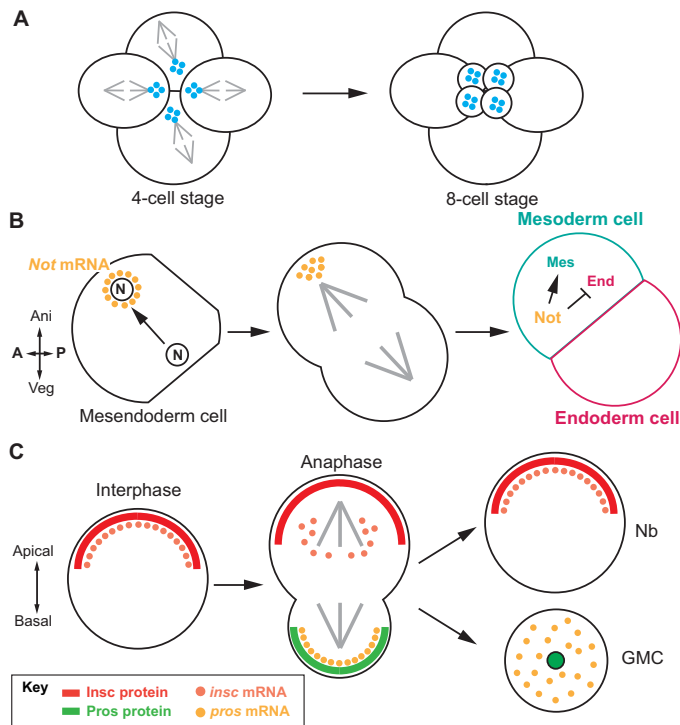 A
4-cell stage
8-cell stage
B
Not mRNA
N
N
Ani
A
P
Veg
Mesendoderm cell
Mesoderm cell
Mes
End
Not
Endoderm cell
C
Interphase
Anaphase
Apical
Basal
Nb
GMC
Key
Insc protein
insc mRNA
Pros protein
pros mRNA